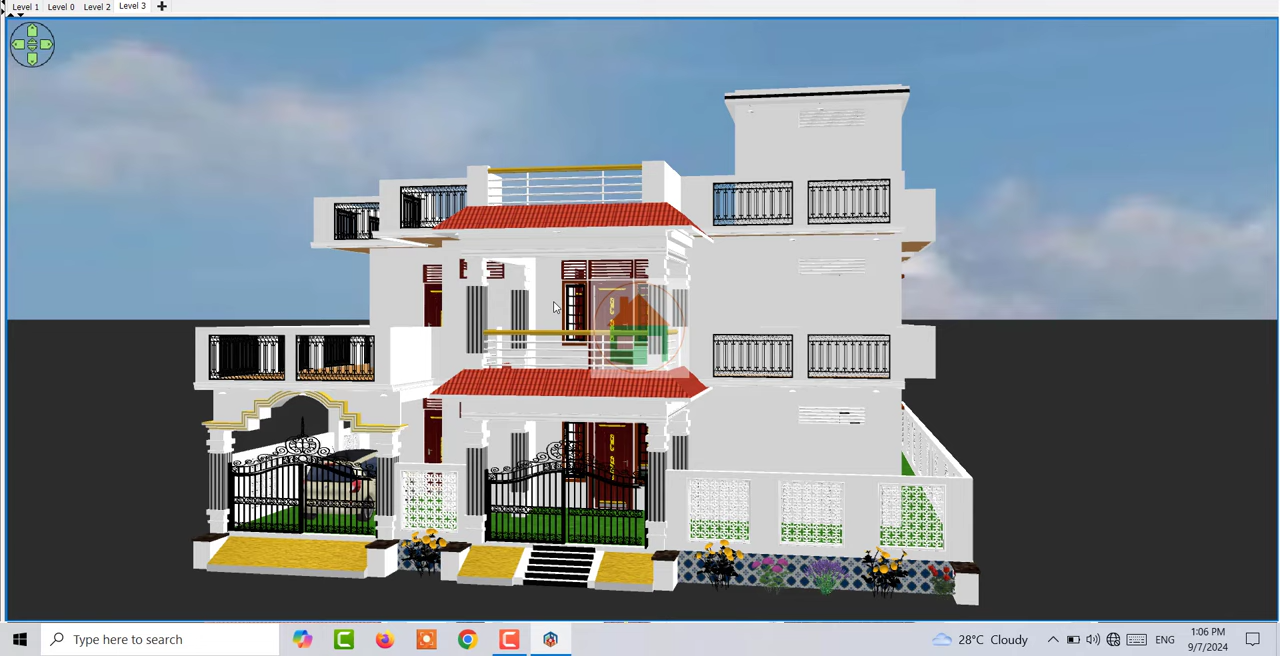 Level 1 Level 0 Level 2 Level 3
Type here to search
28°C Cloudy
ENG
1:06 PM
9/7/2024